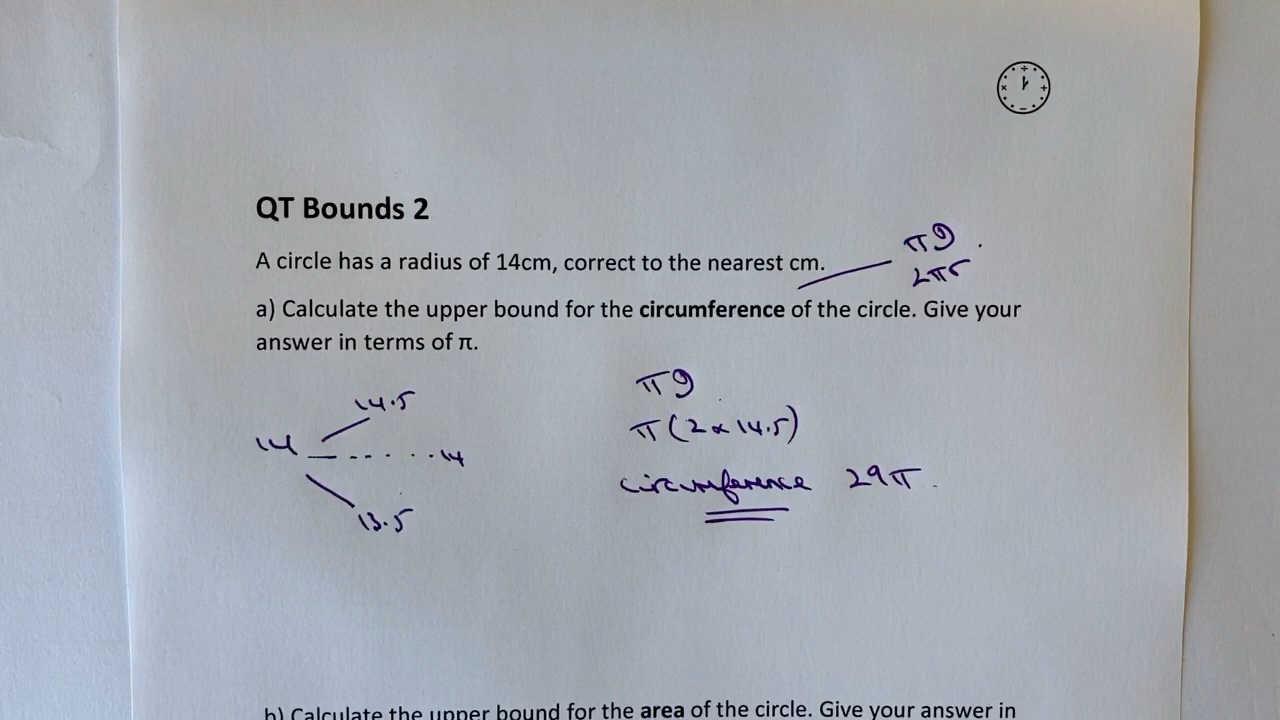 QT Bounds 2
πD
A circle has a radius of 14cm, correct to the nearest cm.
2πr
a) Calculate the upper bound for the circumference of the circle. Give your
answer in terms of π.
14.5
14 14
13.5
πD
π(2×14.5)
circumference 29π.
b) Calculate the upper bound for the area of the circle. Give your answer in